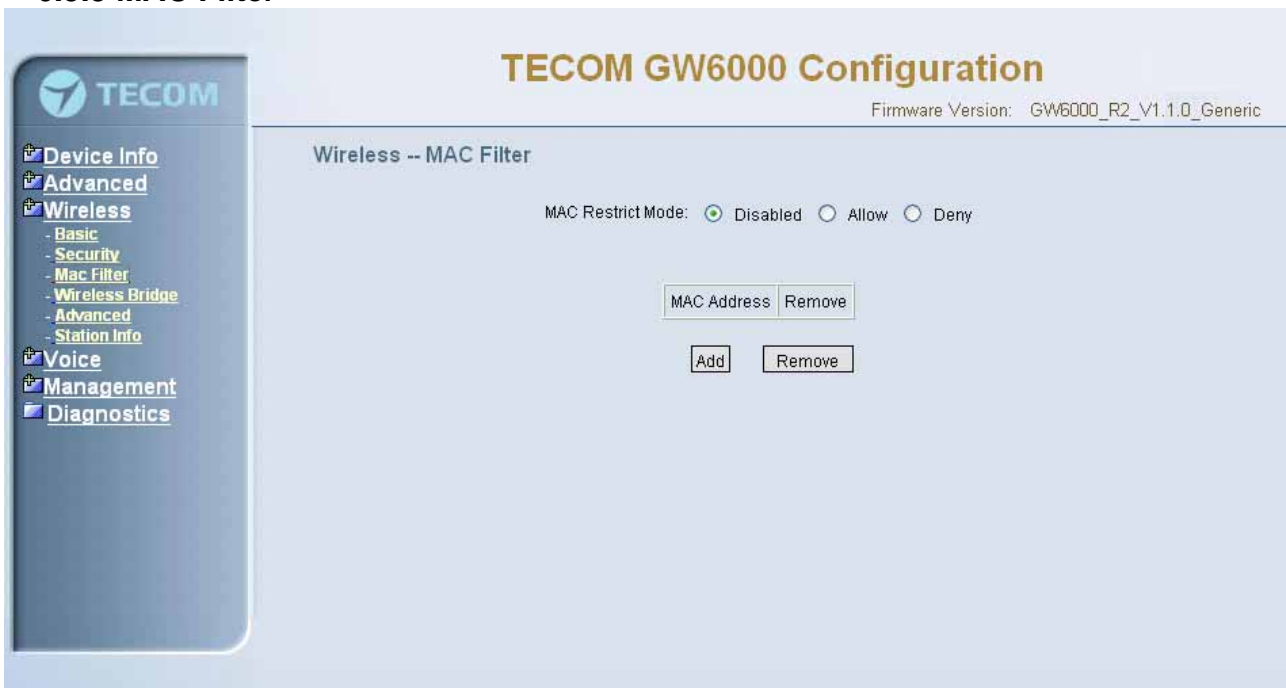 MAC Filter
TECOM
TECOM GW6000 Configuration
Firmware Version: GW6000_R2_V1.1.0_Generic
Device Info
Advanced
Wireless
- Basic
- Security
- Mac Filter
- Wireless Bridge
- Advanced
- Station Info
Voice
Management
Diagnostics
Wireless -- MAC Filter
MAC Restrict Mode: Disabled Allow Deny
MAC Address Remove
Add Remove